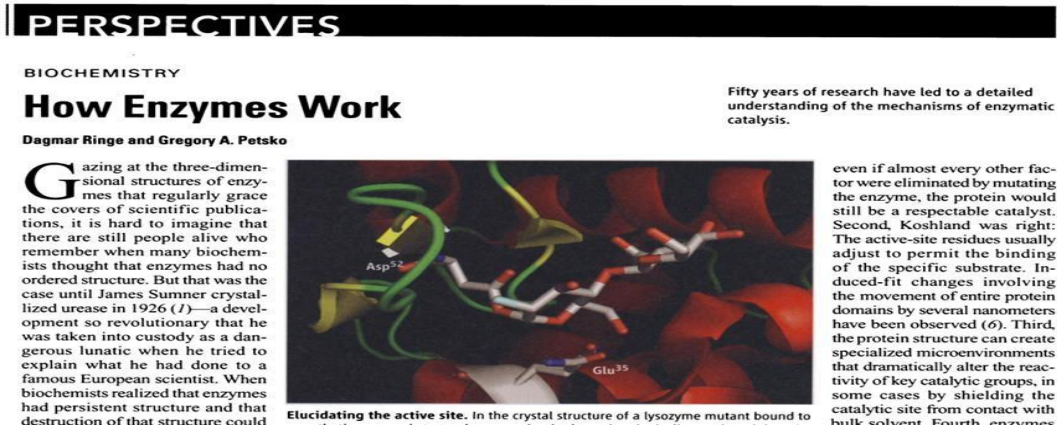 PERSPECTIVES
BIOCHEMISTRY
How Enzymes Work
Dagmar Ringe and Gregory A. Petsko
Fifty years of research have led to a detailed
understanding of the mechanisms of enzymatic
catalysis.
Gazing at the three-dimen-
sional structures of enzy-
mes that regularly grace
the covers of scientific publica-
tions, it is hard to imagine that
there are still people alive who
remember when many biochem-
ists thought that enzymes had no
ordered structure. But that was the
case until James Sumner crystal-
lized urease in 1926 (1)—a devel-
opment so revolutionary that he
was taken into custody as a dan-
gerous lunatic when he tried to
explain what he had done to a
famous European scientist. When
biochemists realized that enzymes
had persistent structure and that
destruction of that structure could
Asp52
Glu35
Elucidating the active site. In the crystal structure of a lysozyme mutant bound to
even if almost every other fac-
tor were eliminated by mutating
the enzyme, the protein would
still be a respectable catalyst.
Second, Koshland was right:
The active-site residues usually
adjust to permit the binding
of the specific substrate. In-
duced-fit changes involving
the movement of entire protein
domains by several nanometers
have been observed (6). Third,
the protein structure can create
specialized microenvironments
that dramatically alter the reac-
tivity of key catalytic groups, in
some cases by shielding the
catalytic site from contact with
bulk solvent. Fourth, enzymes